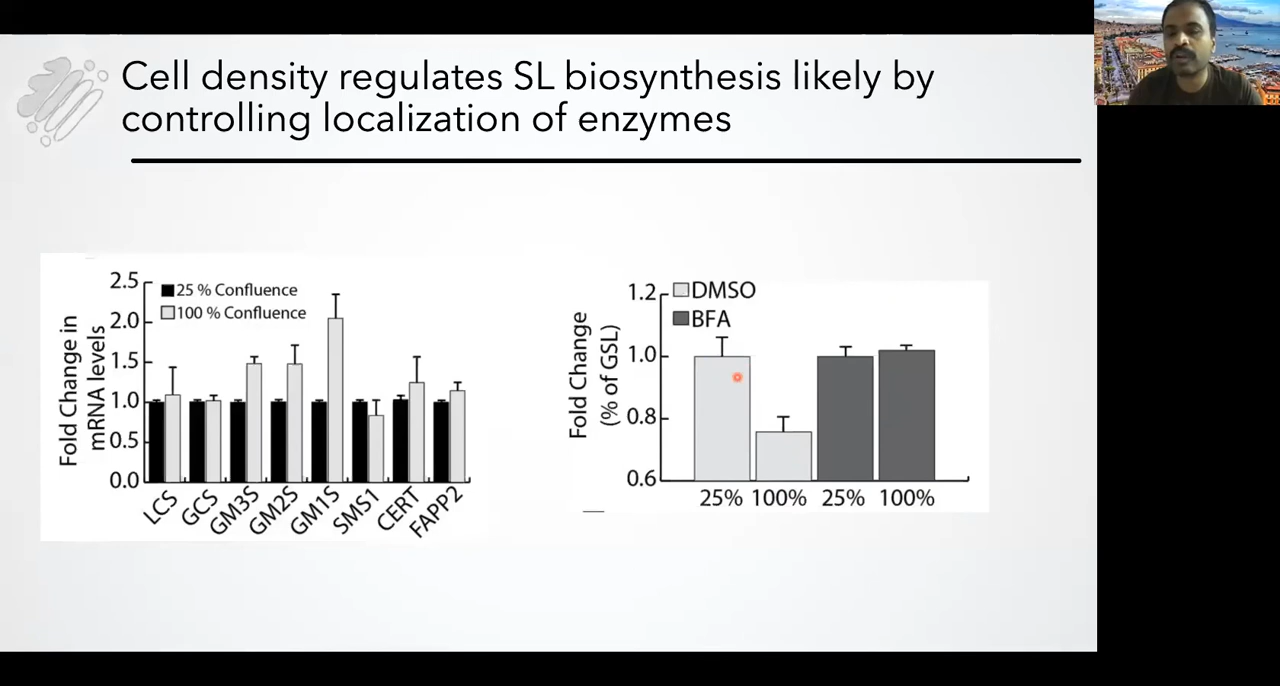 Cell density regulates SL biosynthesis likely by
controlling localization of enzymes
Fold Change in
mRNA levels
2.5
2.0
1.5
1.0
0.5
0.0
25 % Confluence
100 % Confluence
LCS
GCS
GM3S
GM2S
GM1S
SMS1
CERT
FAPP2
Fold Change
(% of GSL)
1.2
1.0
0.8
0.6
DMSO
BFA
25%
100%
25%
100%